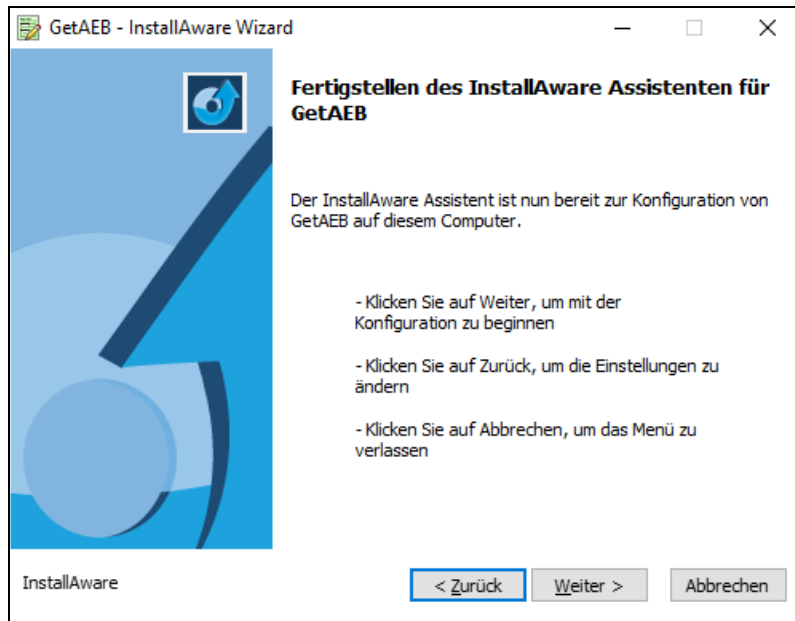 GetAEB - InstallAware Wizard
Fertigstellen des InstallAware Assistenten für
GetAEB
Der InstallAware Assistent ist nun bereit zur Konfiguration von
GetAEB auf diesem Computer.
- Klicken Sie auf Weiter, um mit der
Konfiguration zu beginnen
- Klicken Sie auf Zurück, um die Einstellungen zu
ändern
- Klicken Sie auf Abbrechen, um das Menü zu
verlassen
InstallAware
< Zurück
Weiter >
Abbrechen